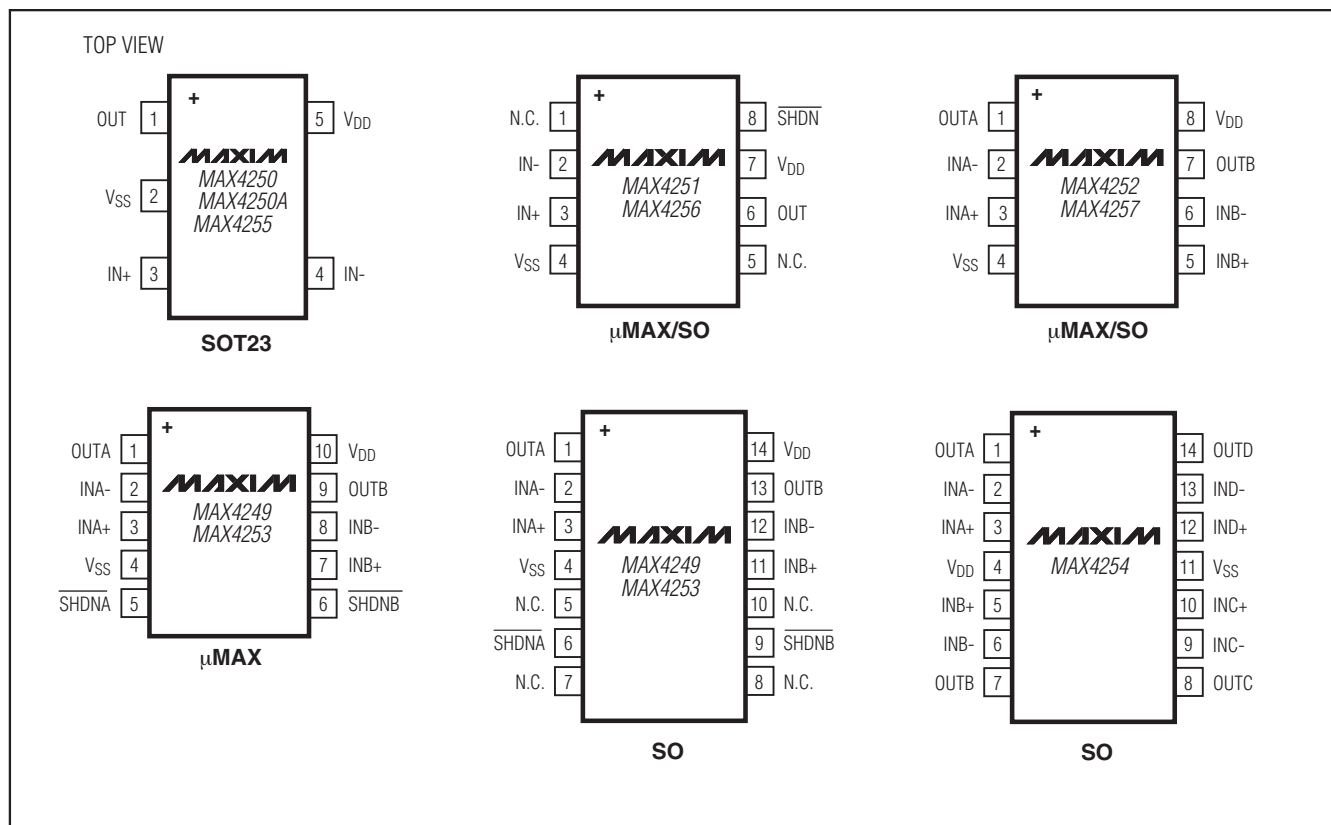 TOP VIEW
+
OUT 1 5 VDD
MAXIM
MAX4250
MAX4250A
MAX4255
VSS 2
IN+ 3 4 IN-
SOT23
+
N.C. 1 8 SHDN
IN- 2 MAXIM 7 VDD
MAX4251
MAX4256
IN+ 3 6 OUT
VSS 4 5 N.C.
μMAX/SO
+
OUTA 1 8 VDD
INA- 2 MAXIM 7 OUTB
MAX4252
MAX4257
INA+ 3 6 INB-
VSS 4 5 INB+
μMAX/SO
+
OUTA 1 10 VDD
INA- 2 MAXIM 9 OUTB
MAX4249
MAX4253
INA+ 3 8 INB-
VSS 4 7 INB+
SHDNA 5 6 SHDNB
μMAX
+
OUTA 1 14 VDD
INA- 2 13 OUTB
INA+ 3 MAXIM 12 INB-
MAX4249
MAX4253
VSS 4 11 INB+
N.C. 5 10 N.C.
SHDNA 6 9 SHDNB
N.C. 7 8 N.C.
SO
+
OUTA 1 14 OUTD
INA- 2 13 IND-
INA+ 3 MAXIM 12 IND+
VDD 4 MAX4254 11 VSS
INB+ 5 10 INC+
INB- 6 9 INC-
OUTB 7 8 OUTC
SO